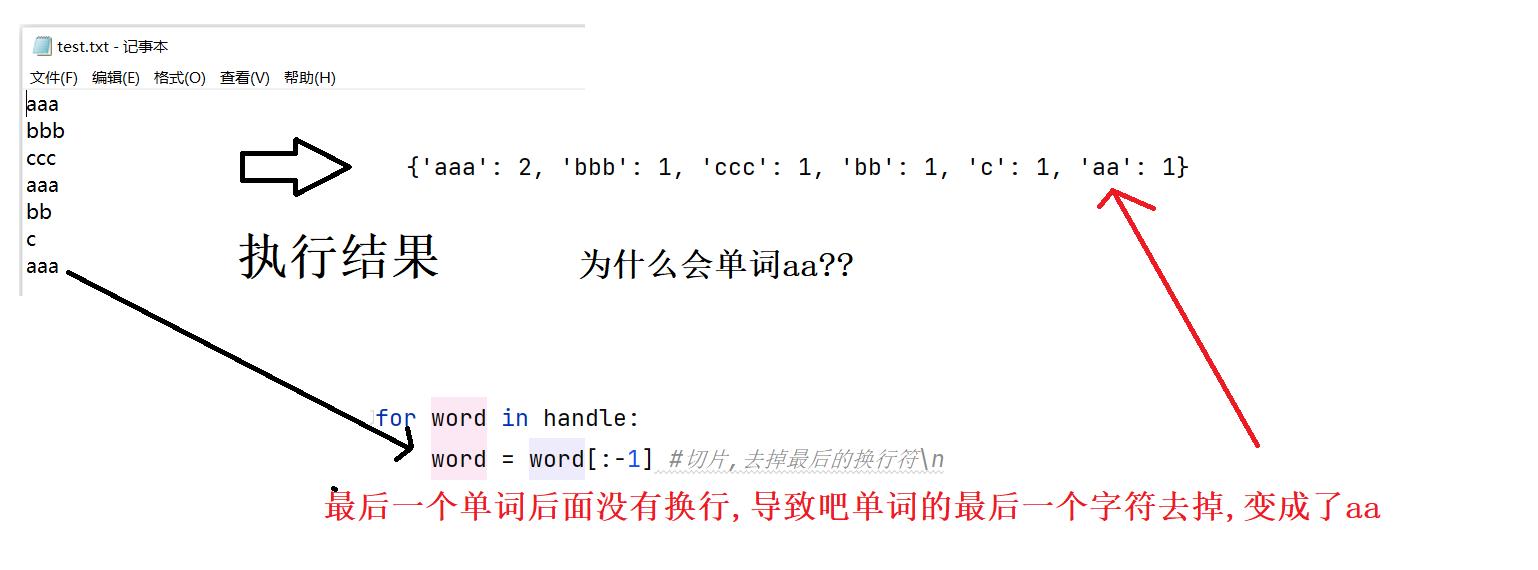 test.txt - 记事本
文件(F) 编辑(E) 格式(O) 查看(V) 帮助(H)
aaa
bbb
ccc
aaa
bb
c
aaa
{'aaa': 2, 'bbb': 1, 'ccc': 1, 'bb': 1, 'c': 1, 'aa': 1}
执行结果
为什么会单词aa??
for word in handle:
word = word[:-1] #切片,去掉最后的换行符\n
最后一个单词后面没有换行,导致吧单词的最后一个字符去掉,变成了aa